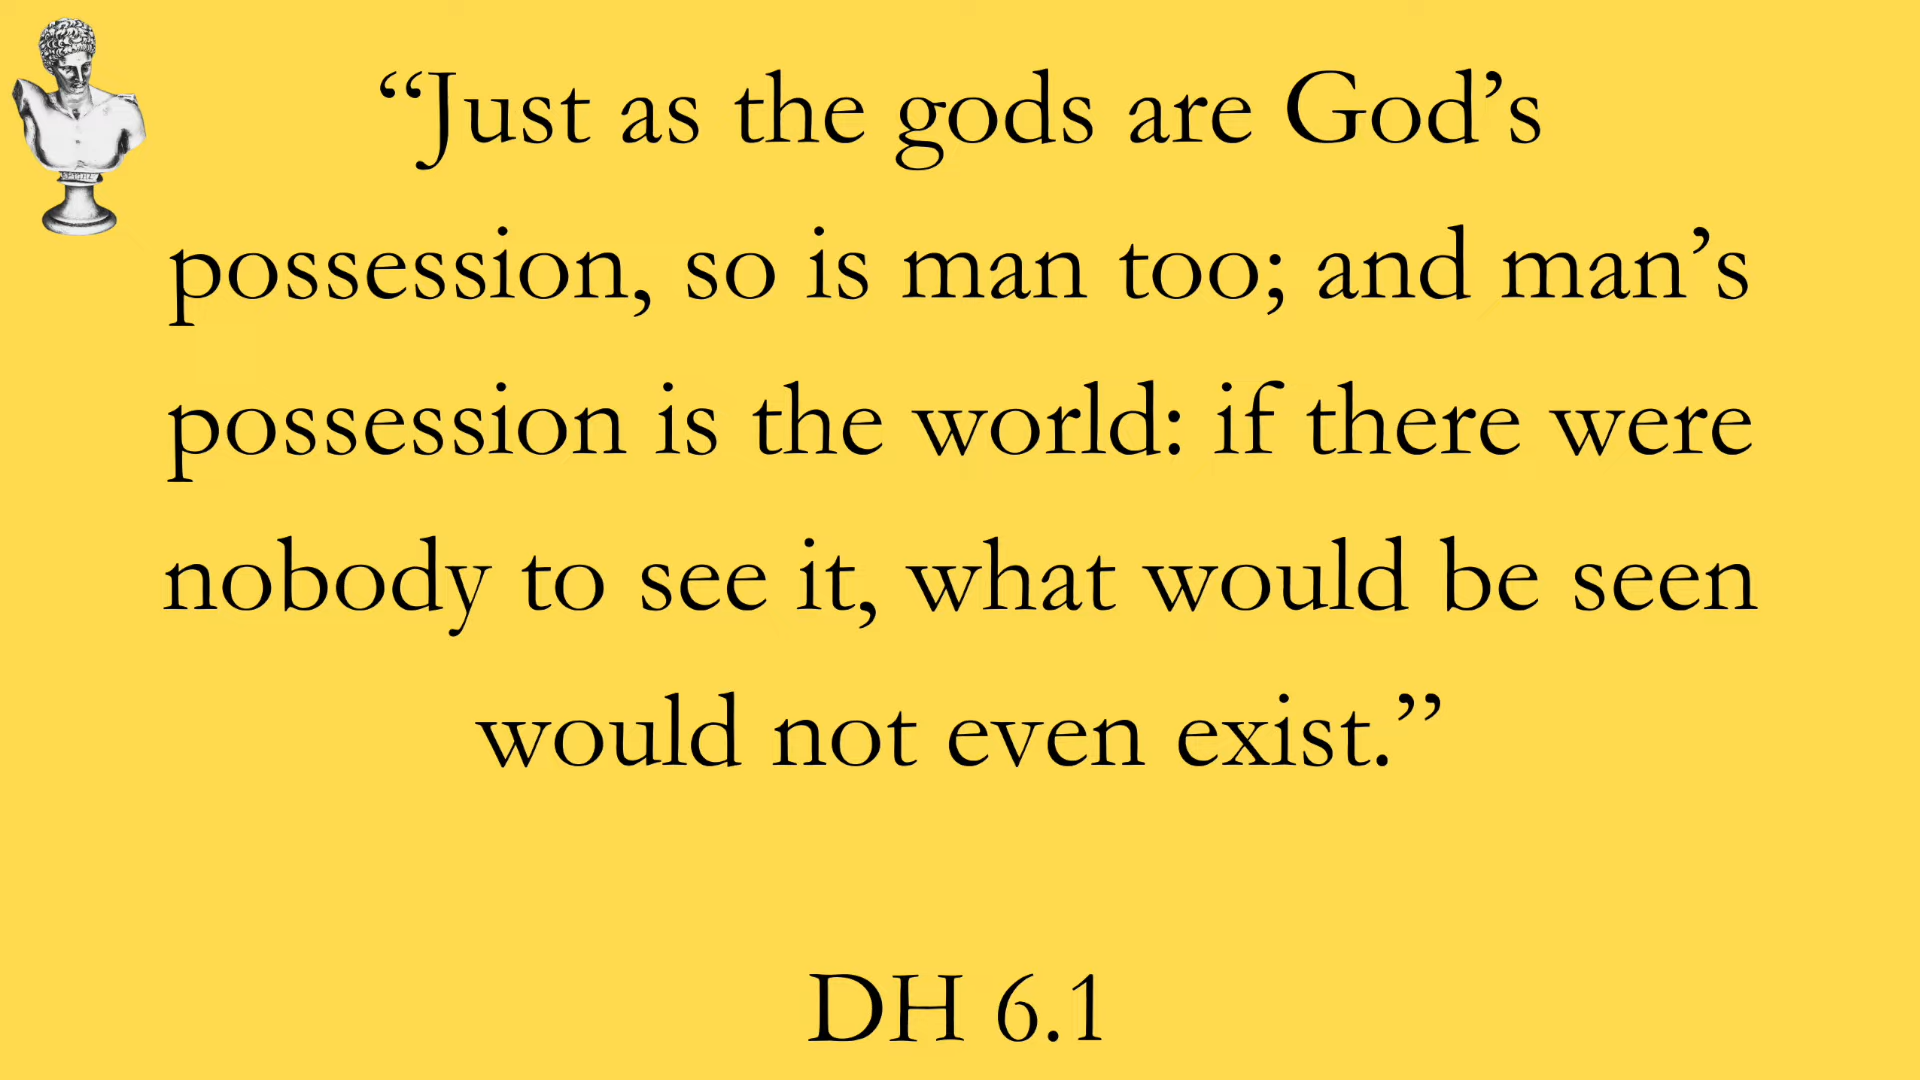 “Just as the gods are God’s
possession, so is man too; and man’s
possession is the world: if there were
nobody to see it, what would be seen
would not even exist.”
DH 6.1